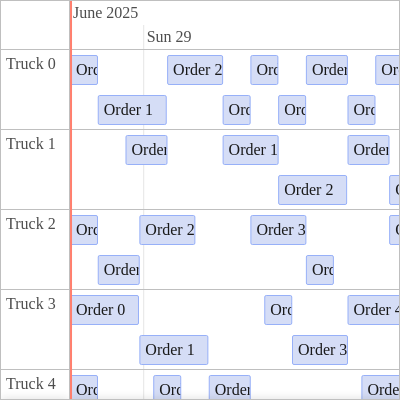 June 2025
Sun 29
Truck 0
Ord Order 2 Ord Order Or
Order 1 Ord Ord Ord
Truck 1
Order Order 1 Order
Order 2
Truck 2
Ord Order 2 Order 3
Order Ord
Truck 3
Order 0 Ord Order 4
Order 1 Order 3
Truck 4
Ord Ord Order Orde